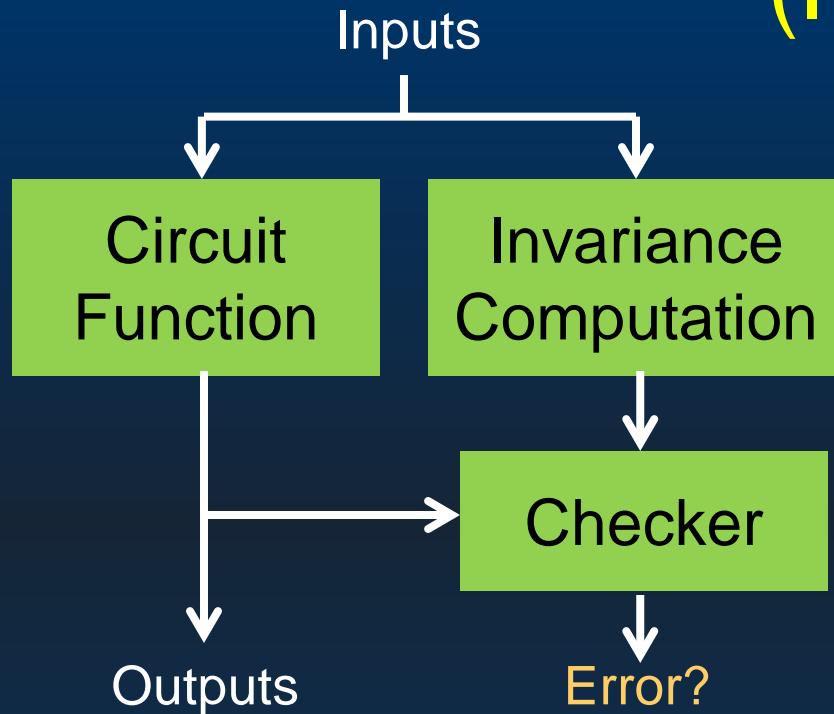 Inputs
Circuit
Function
Invariance
Computation
Checker
Outputs
Error?